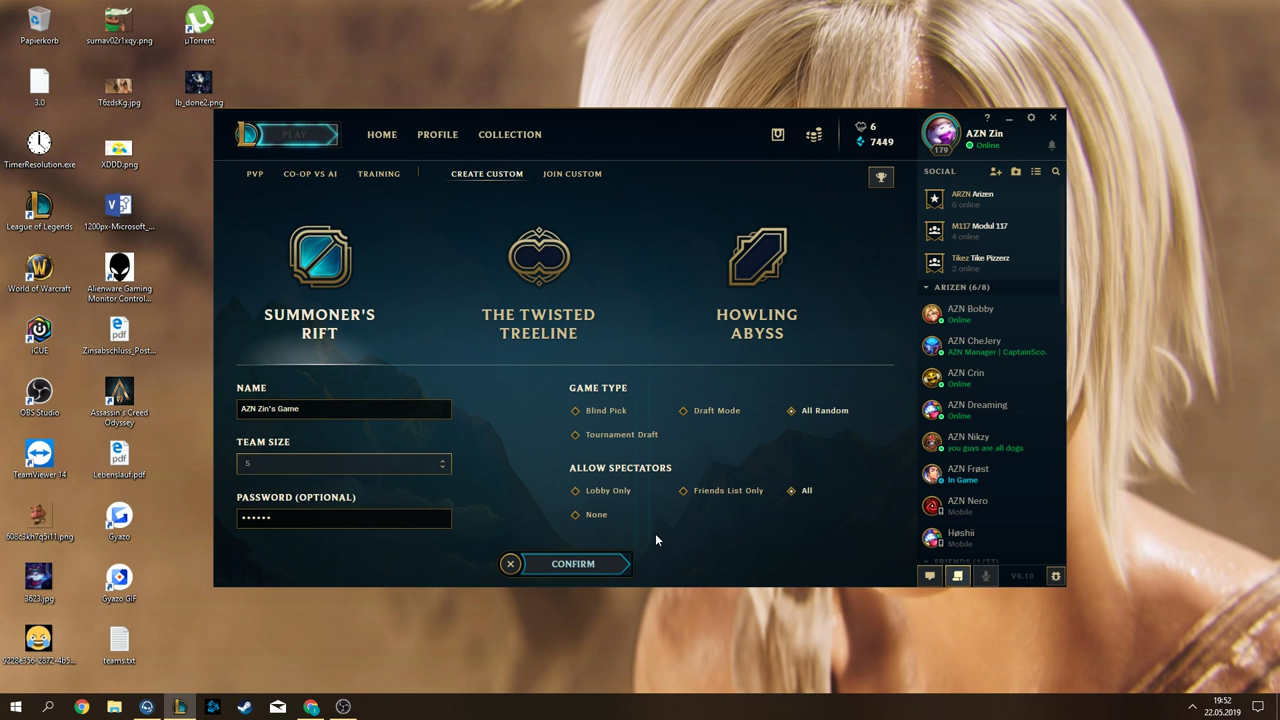 Papierkorb
sumav02r1xqy.png
µTorrent
3.0
T6zdsKg.jpg
lb_done2.png
TimerResolution.exe
XDDD.png
League of Legends
1200px-Microsoft_...
World of Warcraft
Alienware Gaming
Monitor Control...
iCUE
Zinsabschluss_Post...
OBS Studio
Assassin's Creed
Odyssey
TeamViewer 14
Lebenslauf.pdf
Gyazo
3623.jpg
Gyazo GIF
teams.txt
PLAY
HOME
PROFILE
COLLECTION
6
7449
PVP
CO-OP VS AI
TRAINING
CREATE CUSTOM
JOIN CUSTOM
SUMMONER'S
RIFT
THE TWISTED
TREELINE
HOWLING
ABYSS
NAME
AZN Zin's Game
TEAM SIZE
5
PASSWORD (OPTIONAL)
••••••
GAME TYPE
Blind Pick
Draft Mode
All Random
Tournament Draft
ALLOW SPECTATORS
Lobby Only
Friends List Only
All
None
CONFIRM
179
AZN Zin
Online
SOCIAL
ARZN Arizen
6 online
M117 Modul 117
4 online
Tikez Tike Pizzerz
2 online
ARIZEN (6/8)
AZN Bobby
Online
AZN CheJery
AZN Manager | CaptainSco.
AZN Crin
Online
AZN Dreaming
Online
AZN Nikzy
you guys are all dogs
AZN Frøst
In Game
AZN Nero
Mobile
Høshii
Mobile
V9.10
19:52
22.05.2019